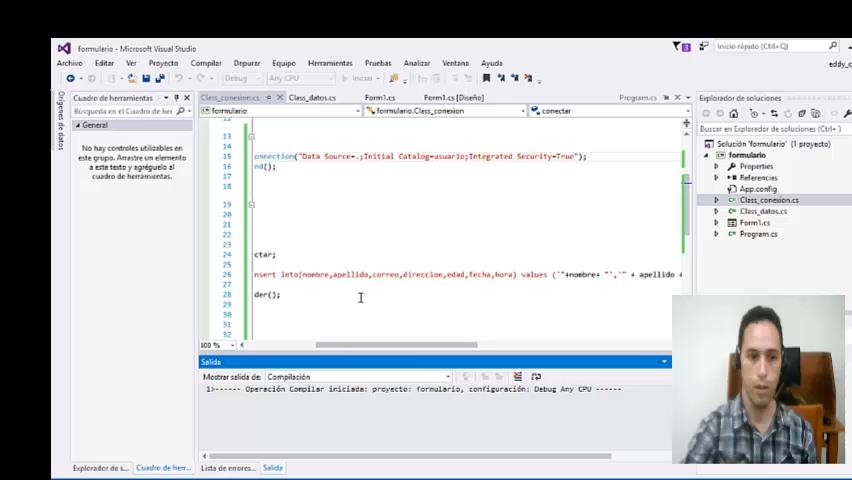 formulario - Microsoft Visual Studio
3
Inicio rápido (Ctrl+Q)
Archivo Editar Ver Proyecto Compilar Depurar Equipo Herramientas Pruebas Analizar Ventana Ayuda
eddy_c
Debug Any CPU Iniciar
Orígenes de datos
Cuadro de herramientas
Búsqueda en el Cuadro de her
General
No hay controles utilizables en
este grupo. Arrastre un elemento
a este texto y agréguelo al
cuadro de herramientas.
Class_conexion.cs Class_datos.cs Form1.cs Form1.cs [Diseño] Program.cs
formulario formulario.Class_conexion conectar
12
13
14
15 onnection("Data Source=.;Initial Catalog=usuario;Integrated Security=True");
16 nd();
17
18
19
20
21
22
23
24 ctar;
25
26 nsert into(nombre,apellido,correo,direccion,edad,fecha,hora) values ('"+nombre+ "','" + apellido +
27
28 der();
29
30
31
32
100 %
Explorador de soluciones
Buscar en Explorador de soluciones (Ctrl+
Solución 'formulario' (1 proyecto)
formulario
Properties
Referencias
App.config
Class_conexion.cs
Class_datos.cs
Form1.cs
Program.cs
Salida
Mostrar salida de: Compilación
1>------ Operación Compilar iniciada: proyecto: formulario, configuración: Debug Any CPU ------
Explorador de s... Cuadro de herr... Lista de errores... Salida